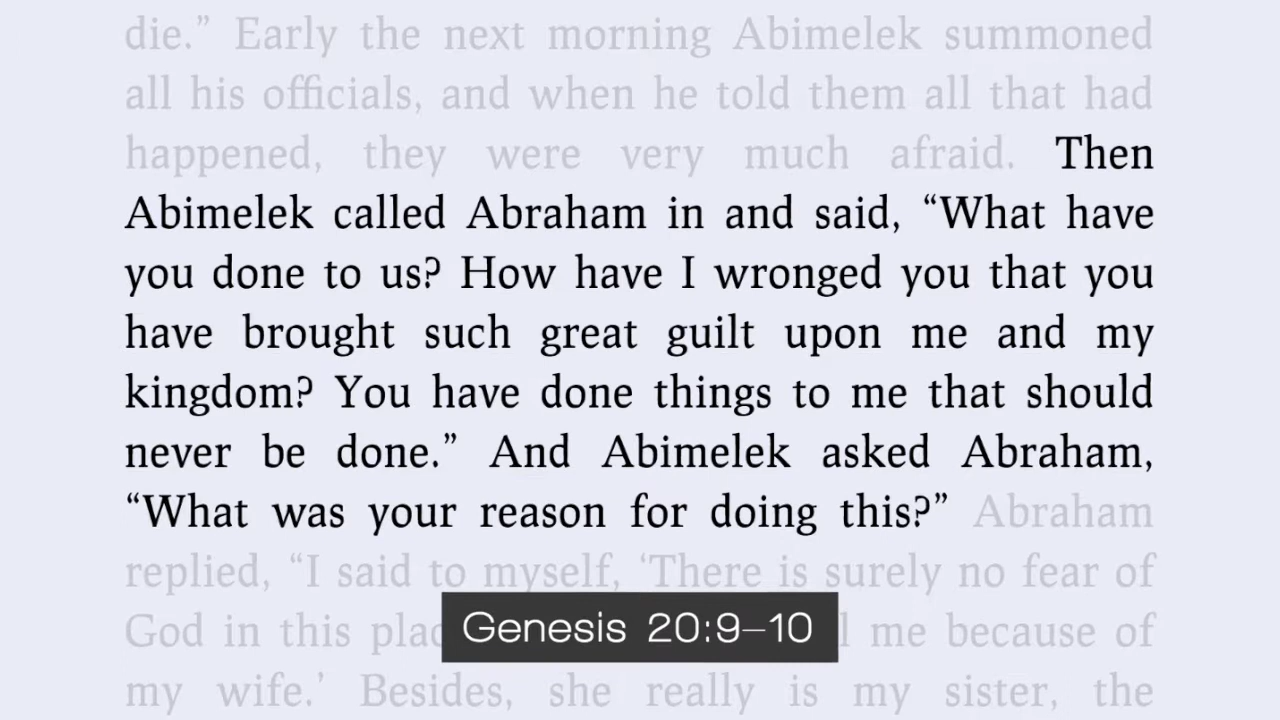 die.” Early the next morning Abimelek summoned
all his officials, and when he told them all that had
happened, they were very much afraid. Then
Abimelek called Abraham in and said, “What have
you done to us? How have I wronged you that you
have brought such great guilt upon me and my
kingdom? You have done things to me that should
never be done.” And Abimelek asked Abraham,
“What was your reason for doing this?” Abraham
replied, “I said to myself, ‘There is surely no fear of
God in this me because of
Genesis 20:9–10
my wife.’ Besides, she really is my sister, the